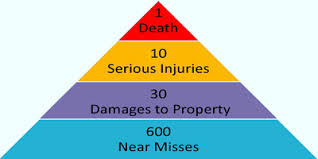 1
Death
10
Serious Injuries
30
Damages to Property
600
Near Misses